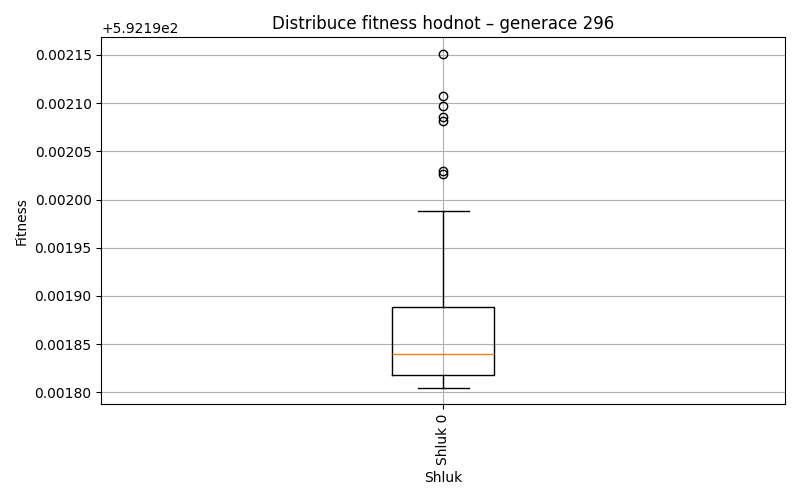 Distribuce fitness hodnot – generace 296
+5.9219e2
0.00215
0.00210
0.00205
0.00200
0.00195
0.00190
0.00185
0.00180
Fitness
Shluk 0
Shluk